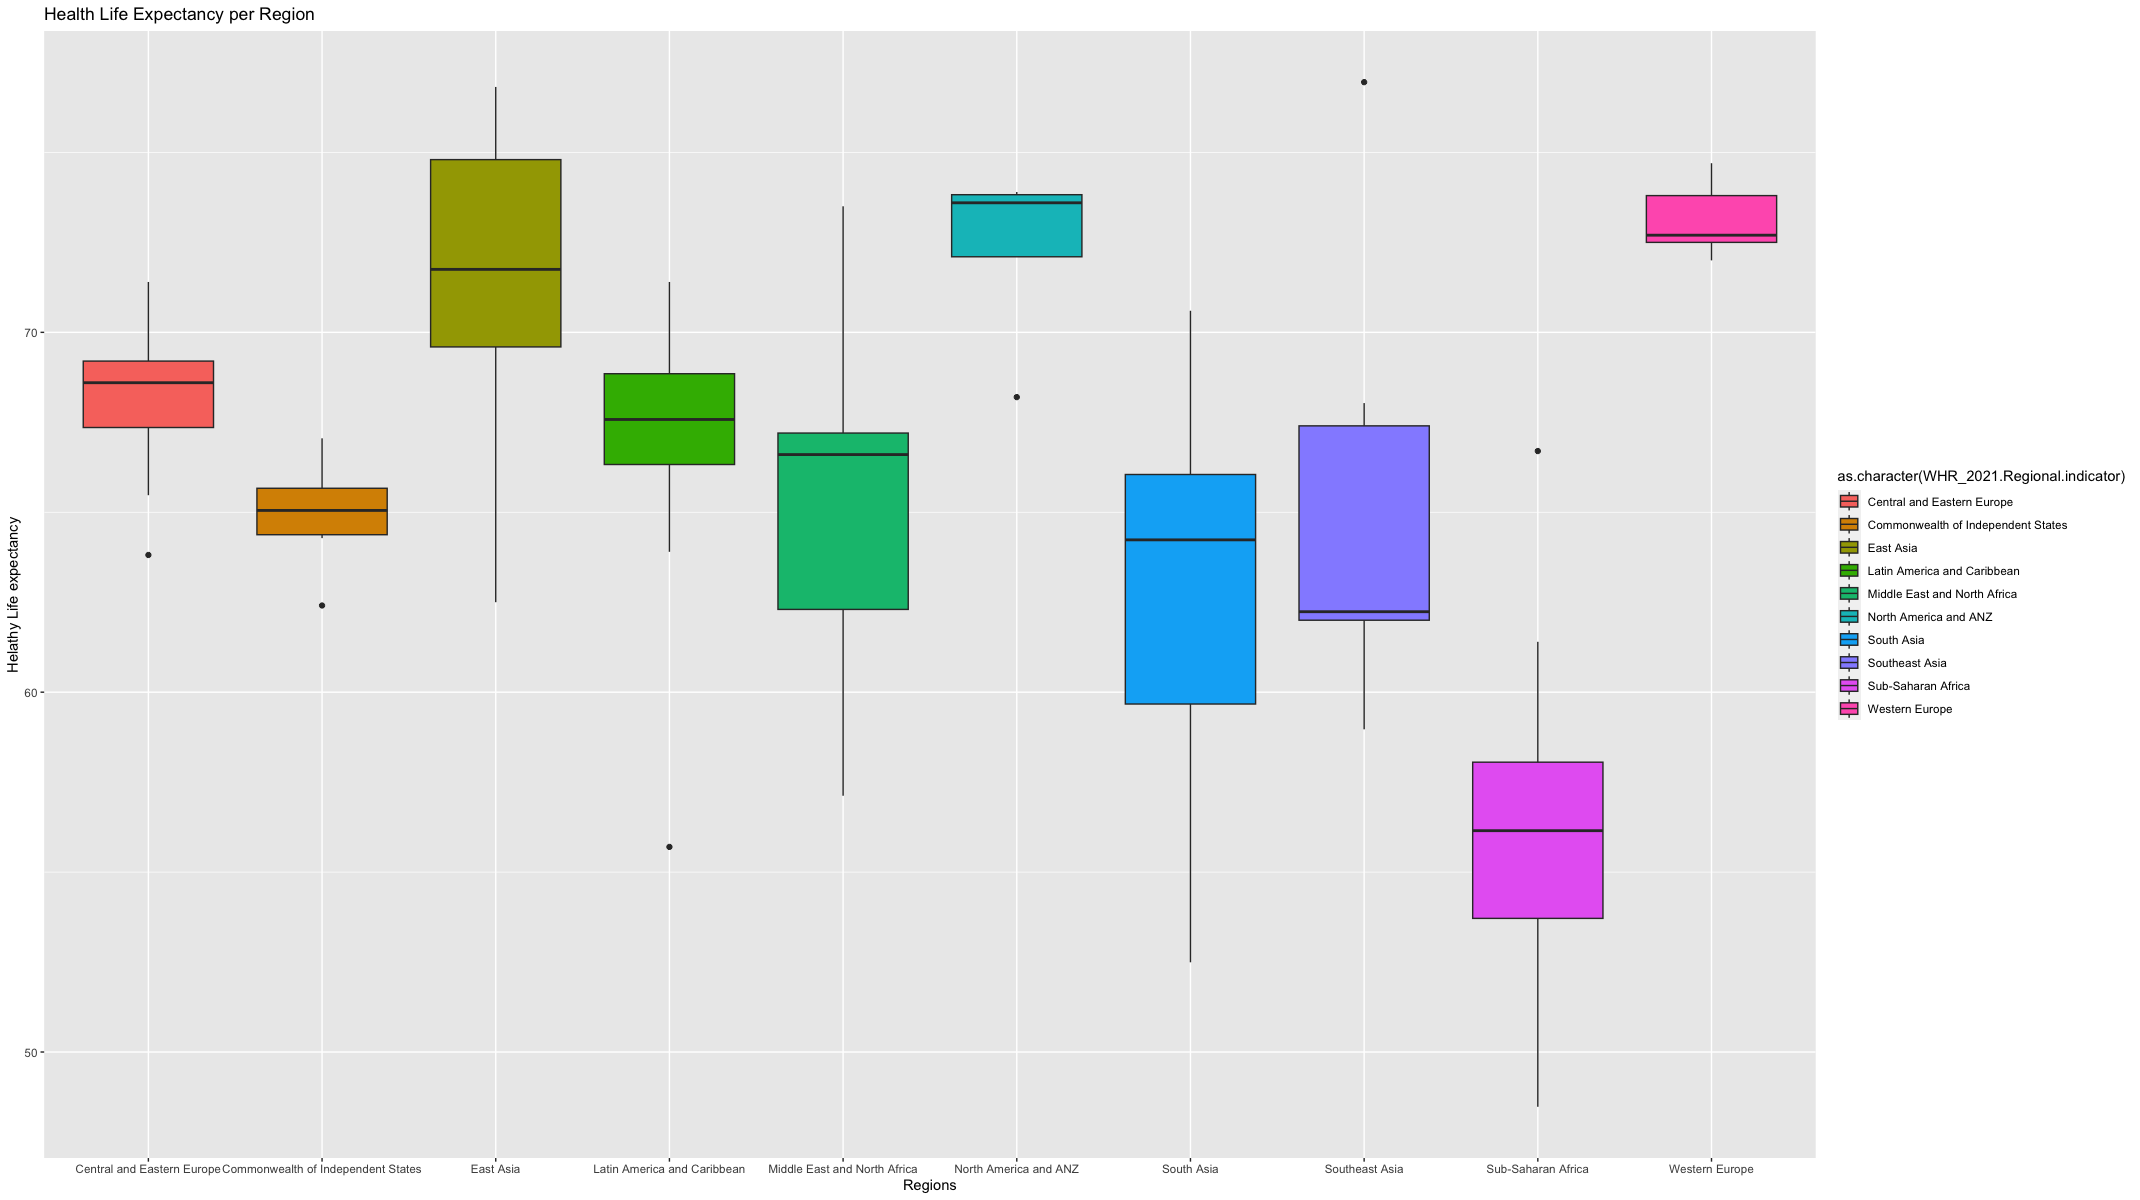 Health Life Expectancy per Region
Helathy Life expectancy
70
60
50
Central and Eastern Europe
Commonwealth of Independent States
East Asia
Latin America and Caribbean
Middle East and North Africa
North America and ANZ
South Asia
Southeast Asia
Sub-Saharan Africa
Western Europe
Regions
as.character(WHR_2021.Regional.indicator)
Central and Eastern Europe
Commonwealth of Independent States
East Asia
Latin America and Caribbean
Middle East and North Africa
North America and ANZ
South Asia
Southeast Asia
Sub-Saharan Africa
Western Europe